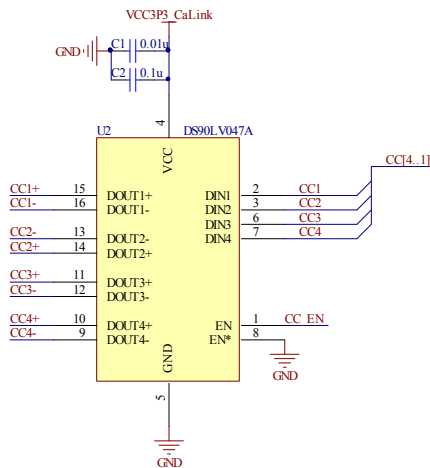 VCC3P3_CaLink
C1 0.01u
GND
C2 0.1u
4
U2 DS90LV047A
VCC
CC[4..1]
CC1+ 15 DOUT1+ DIN1 2 CC1
CC1- 16 DOUT1- DIN2 3 CC2
DIN3 6 CC3
CC2- 13 DOUT2- DIN4 7 CC4
CC2+ 14 DOUT2+
CC3+ 11 DOUT3+
CC3- 12 DOUT3-
CC4+ 10 DOUT4+ EN 1 CC_EN
CC4- 9 DOUT4- EN* 8
GND
GND
5
GND